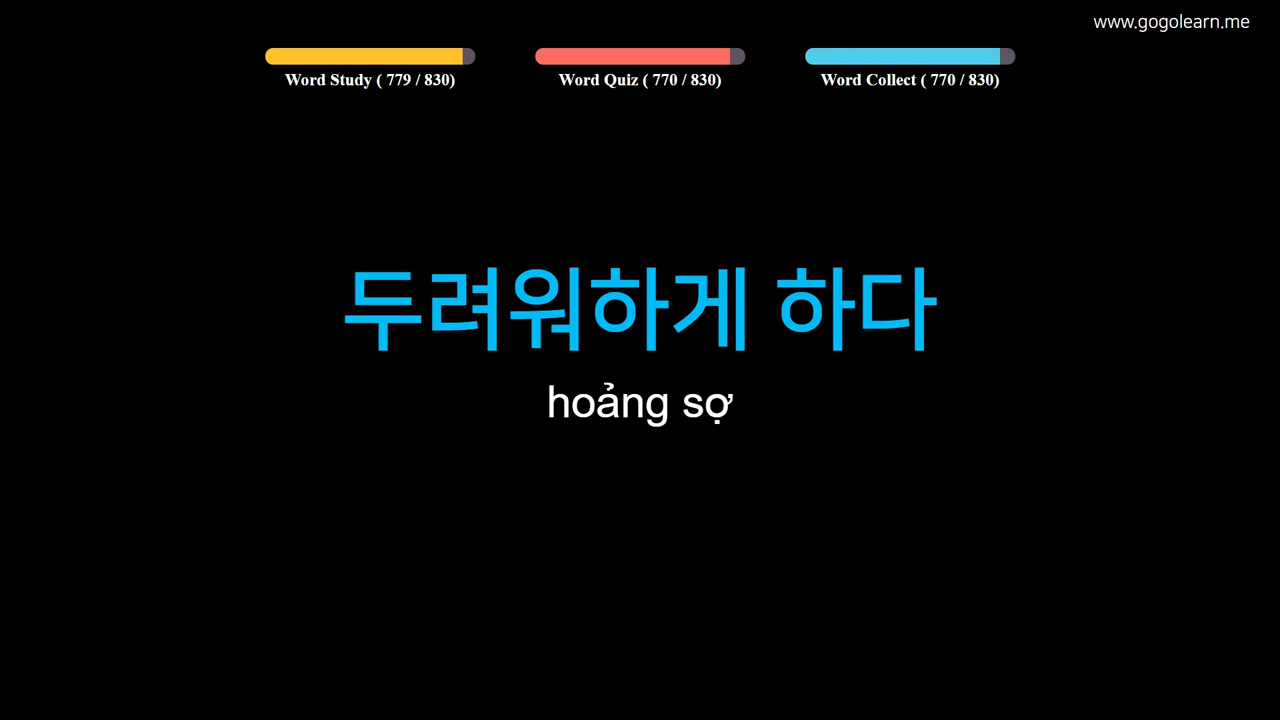 www.gogolearn.me
Word Study ( 779 / 830)
Word Quiz ( 770 / 830)
Word Collect ( 770 / 830)
두려워하게 하다
hoảng sợ